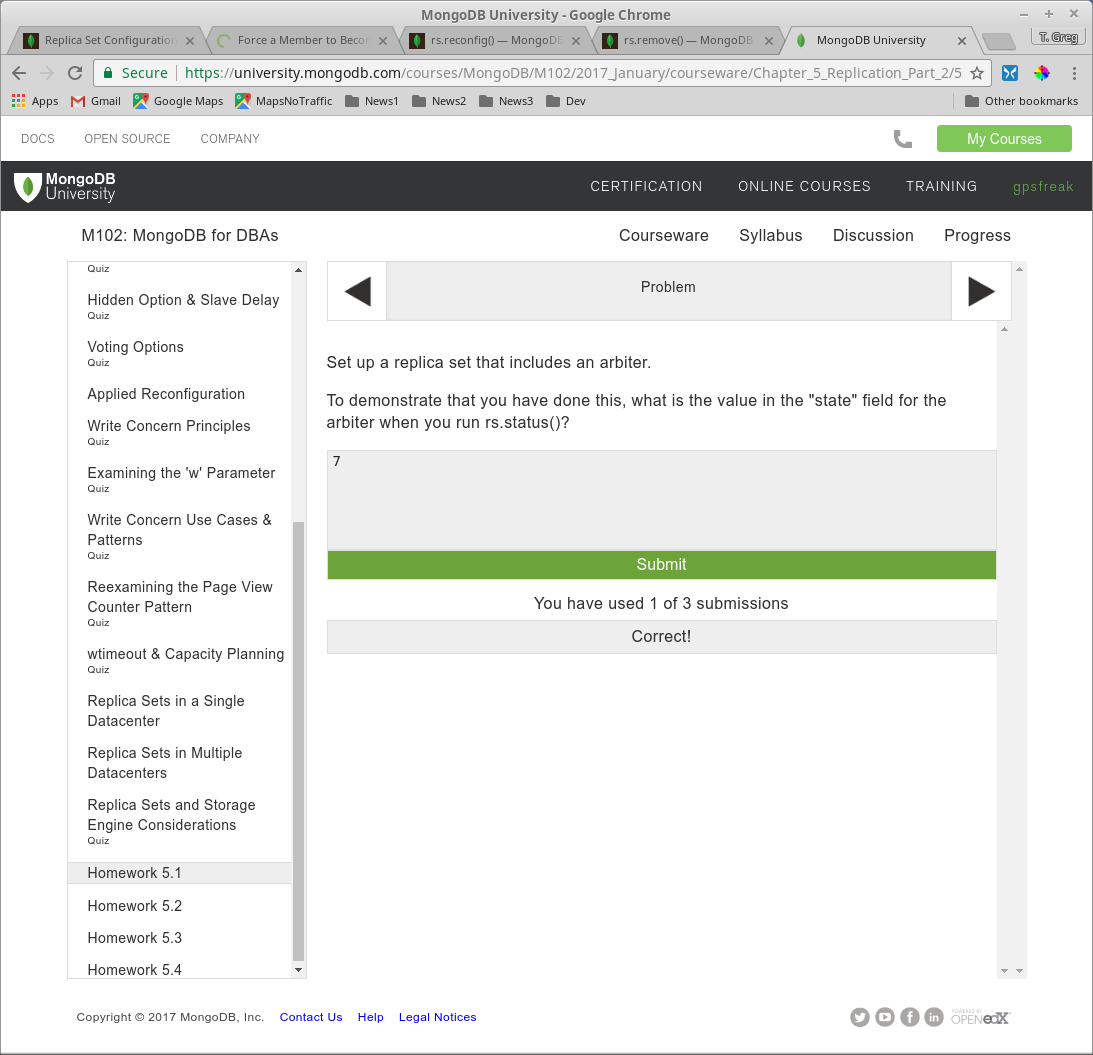 MongoDB University - Google Chrome
Replica Set Configuration
Force a Member to Becom
rs.reconfig() — MongoDB
rs.remove() — MongoDB
MongoDB University
T. Greg
Secure
https://university.mongodb.com/courses/MongoDB/M102/2017_January/courseware/Chapter_5_Replication_Part_2/5
Apps
Gmail
Google Maps
MapsNoTraffic
News1
News2
News3
Dev
Other bookmarks
DOCS
OPEN SOURCE
COMPANY
My Courses
MongoDB
University
CERTIFICATION
ONLINE COURSES
TRAINING
gpsfreak
M102: MongoDB for DBAs
Courseware
Syllabus
Discussion
Progress
Quiz
Hidden Option & Slave Delay
Quiz
Voting Options
Quiz
Applied Reconfiguration
Write Concern Principles
Quiz
Examining the 'w' Parameter
Quiz
Write Concern Use Cases &
Patterns
Quiz
Reexamining the Page View
Counter Pattern
Quiz
wtimeout & Capacity Planning
Quiz
Replica Sets in a Single
Datacenter
Replica Sets in Multiple
Datacenters
Replica Sets and Storage
Engine Considerations
Quiz
Homework 5.1
Homework 5.2
Homework 5.3
Homework 5.4
Problem
Set up a replica set that includes an arbiter.
To demonstrate that you have done this, what is the value in the "state" field for the
arbiter when you run rs.status()?
7
Submit
You have used 1 of 3 submissions
Correct!
Copyright © 2017 MongoDB, Inc.
Contact Us
Help
Legal Notices
POWERED BY
OPEN edX